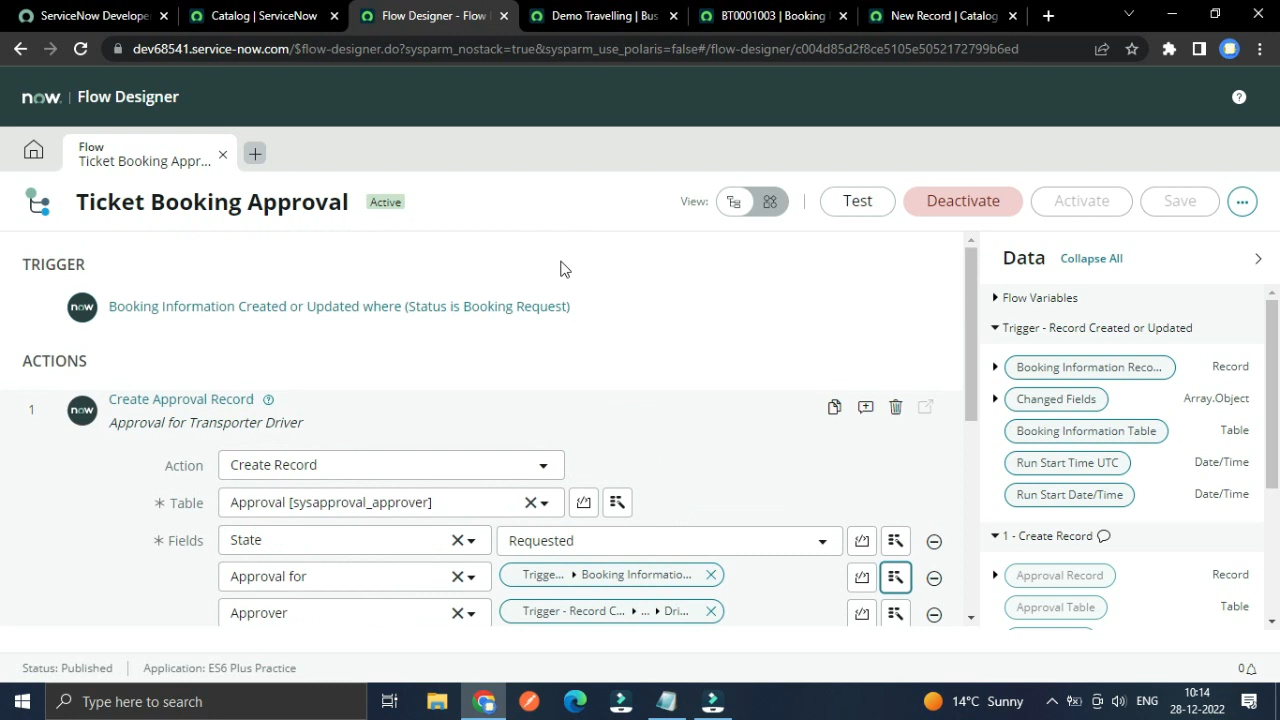 ServiceNow Develope
Catalog | ServiceNow
Flow Designer - Flow
Demo Travelling | Bus
BT0001003 | Booking
New Record | Catalog
dev68541.service-now.com/$flow-designer.do?sysparm_nostack=true&sysparm_use_polaris=false#/flow-designer/c004d85d2f8ce5105e5052172799b6ed
now. | Flow Designer
Flow
Ticket Booking Appr...
Ticket Booking Approval
Active
View:
Test
Deactivate
Activate
Save
TRIGGER
now
Booking Information Created or Updated where (Status is Booking Request)
ACTIONS
1
now
Create Approval Record
Approval for Transporter Driver
Action
Create Record
* Table
Approval [sysapproval_approver]
* Fields
State
Requested
Approval for
Trigge... Booking Informatio...
Approver
Trigger - Record C... ... Dri...
Data
Collapse All
Flow Variables
Trigger - Record Created or Updated
Booking Information Reco...
Record
Changed Fields
Array.Object
Booking Information Table
Table
Run Start Time UTC
Date/Time
Run Start Date/Time
Date/Time
1 - Create Record
Approval Record
Record
Approval Table
Table
Status: Published
Application: ES6 Plus Practice
0
Type here to search
14°C Sunny
ENG
10:14
28-12-2022